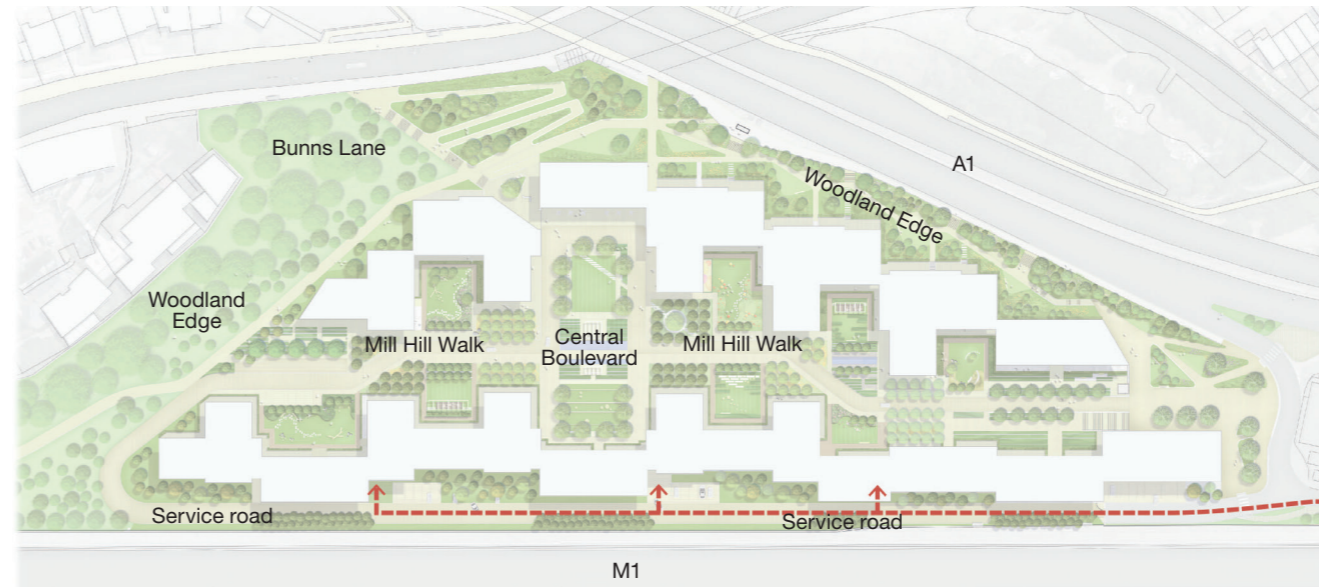 Bunns Lane
A1
Woodland Edge
Woodland
Edge
Mill Hill Walk
Central
Boulevard
Mill Hill Walk
Service road
Service road
M1